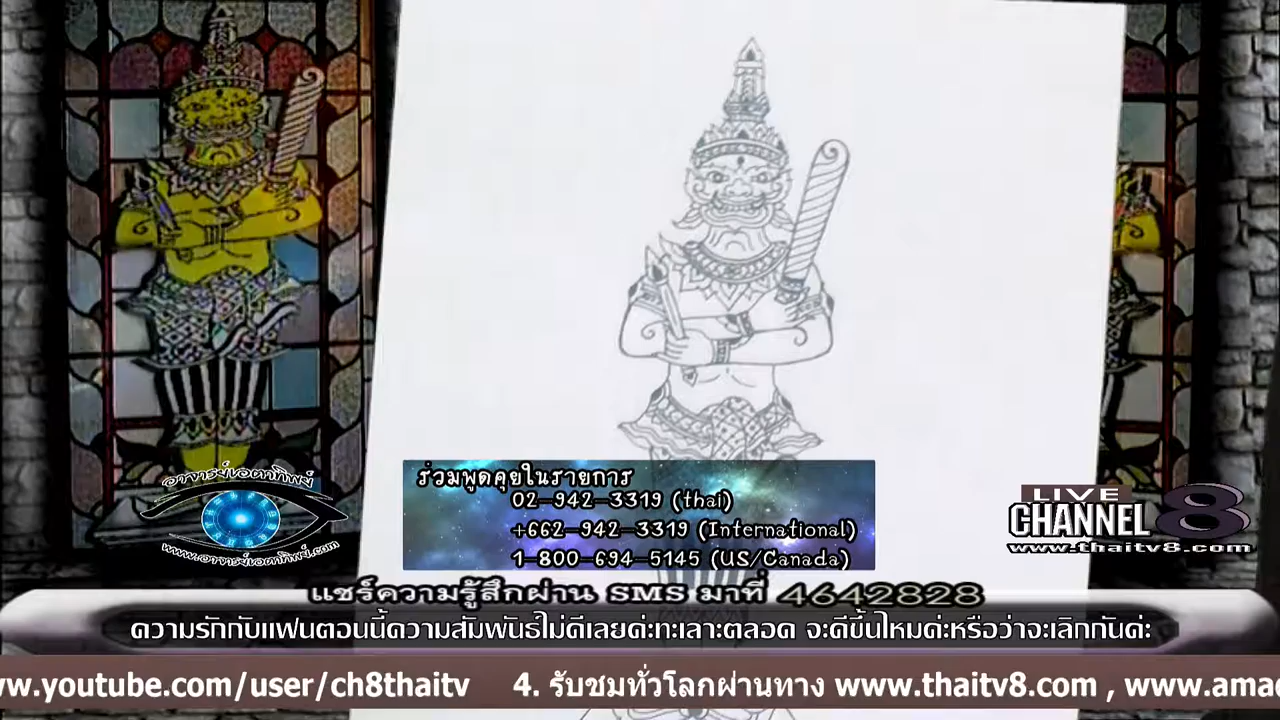 ร่วมพูดคุยในรายการ
02-942-3319 (thai)
+662-942-3319 (International)
1-800-694-5145 (US/Canada)
อาจารย์เอตาทิพย์
www.อาจารย์เอตาทิพย์.com
LIVE
CHANNEL 8
www.thaitv8.com
แชร์ความรู้สึกผ่าน SMS มาที่ 4642828
ความรักกับแฟนตอนนี้ความสัมพันธ์ไม่ดีเลยค่ะทะเลาะตลอด จะดีขึ้นไหมค่ะหรือว่าจะเลิกกันค่ะ
ww.youtube.com/user/ch8thaitv 4. รับชมทั่วโลกผ่านทาง www.thaitv8.com , www.ama